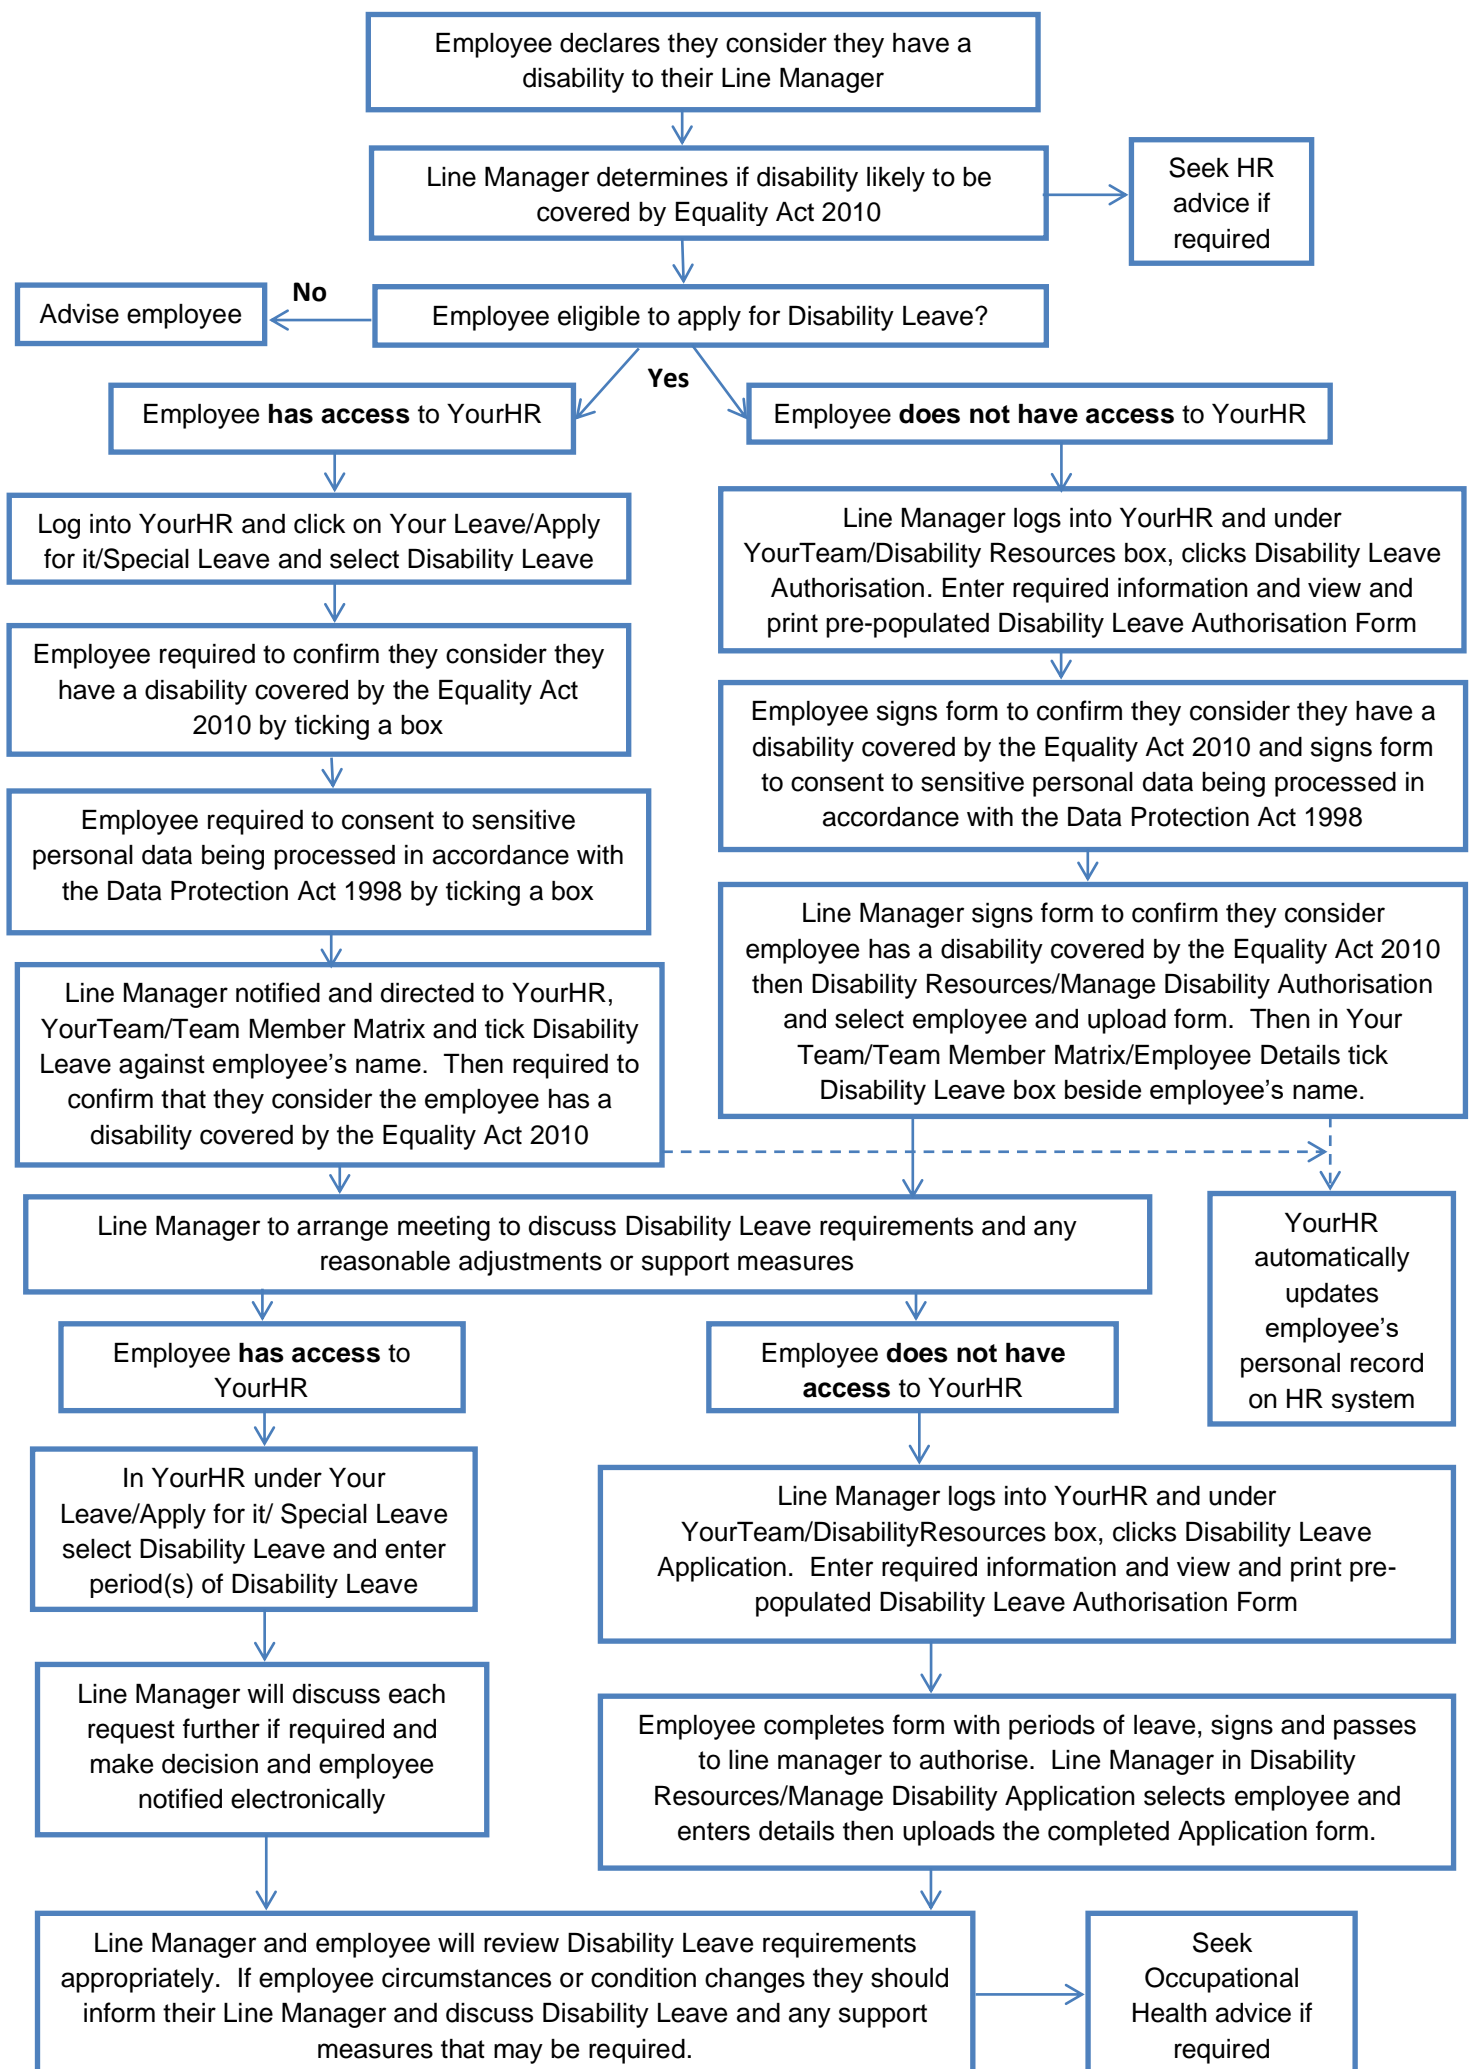 Employee declares they consider they have a
disability to their Line Manager
Line Manager determines if disability likely to be
covered by Equality Act 2010
Seek HR
advice if
required
No
Advise employee
Employee eligible to apply for Disability Leave?
Yes
Employee has access to YourHR
Employee does not have access to YourHR
Log into YourHR and click on Your Leave/Apply
for it/Special Leave and select Disability Leave
Line Manager logs into YourHR and under
YourTeam/Disability Resources box, clicks Disability Leave
Authorisation. Enter required information and view and
print pre-populated Disability Leave Authorisation Form
Employee required to confirm they consider they
have a disability covered by the Equality Act
2010 by ticking a box
Employee signs form to confirm they consider they have a
disability covered by the Equality Act 2010 and signs form
to consent to sensitive personal data being processed in
accordance with the Data Protection Act 1998
Employee required to consent to sensitive
personal data being processed in accordance with
the Data Protection Act 1998 by ticking a box
Line Manager signs form to confirm they consider
employee has a disability covered by the Equality Act 2010
then Disability Resources/Manage Disability Authorisation
and select employee and upload form.  Then in Your
Team/Team Member Matrix/Employee Details tick
Disability Leave box beside employee’s name.
Line Manager notified and directed to YourHR,
YourTeam/Team Member Matrix and tick Disability
Leave against employee’s name.  Then required to
confirm that they consider the employee has a
disability covered by the Equality Act 2010
Line Manager to arrange meeting to discuss Disability Leave requirements and any
reasonable adjustments or support measures
YourHR
automatically
updates
employee’s
personal record
on HR system
Employee has access to
YourHR
Employee does not have
access to YourHR
In YourHR under Your
Leave/Apply for it/ Special Leave
select Disability Leave and enter
period(s) of Disability Leave
Line Manager logs into YourHR and under
YourTeam/DisabilityResources box, clicks Disability Leave
Application.  Enter required information and view and print pre-
populated Disability Leave Authorisation Form
Line Manager will discuss each
request further if required and
make decision and employee
notified electronically
Employee completes form with periods of leave, signs and passes
to line manager to authorise.  Line Manager in Disability
Resources/Manage Disability Application selects employee and
enters details then uploads the completed Application form.
Line Manager and employee will review Disability Leave requirements
appropriately.  If employee circumstances or condition changes they should
inform their Line Manager and discuss Disability Leave and any support
measures that may be required.
Seek
Occupational
Health advice if
required